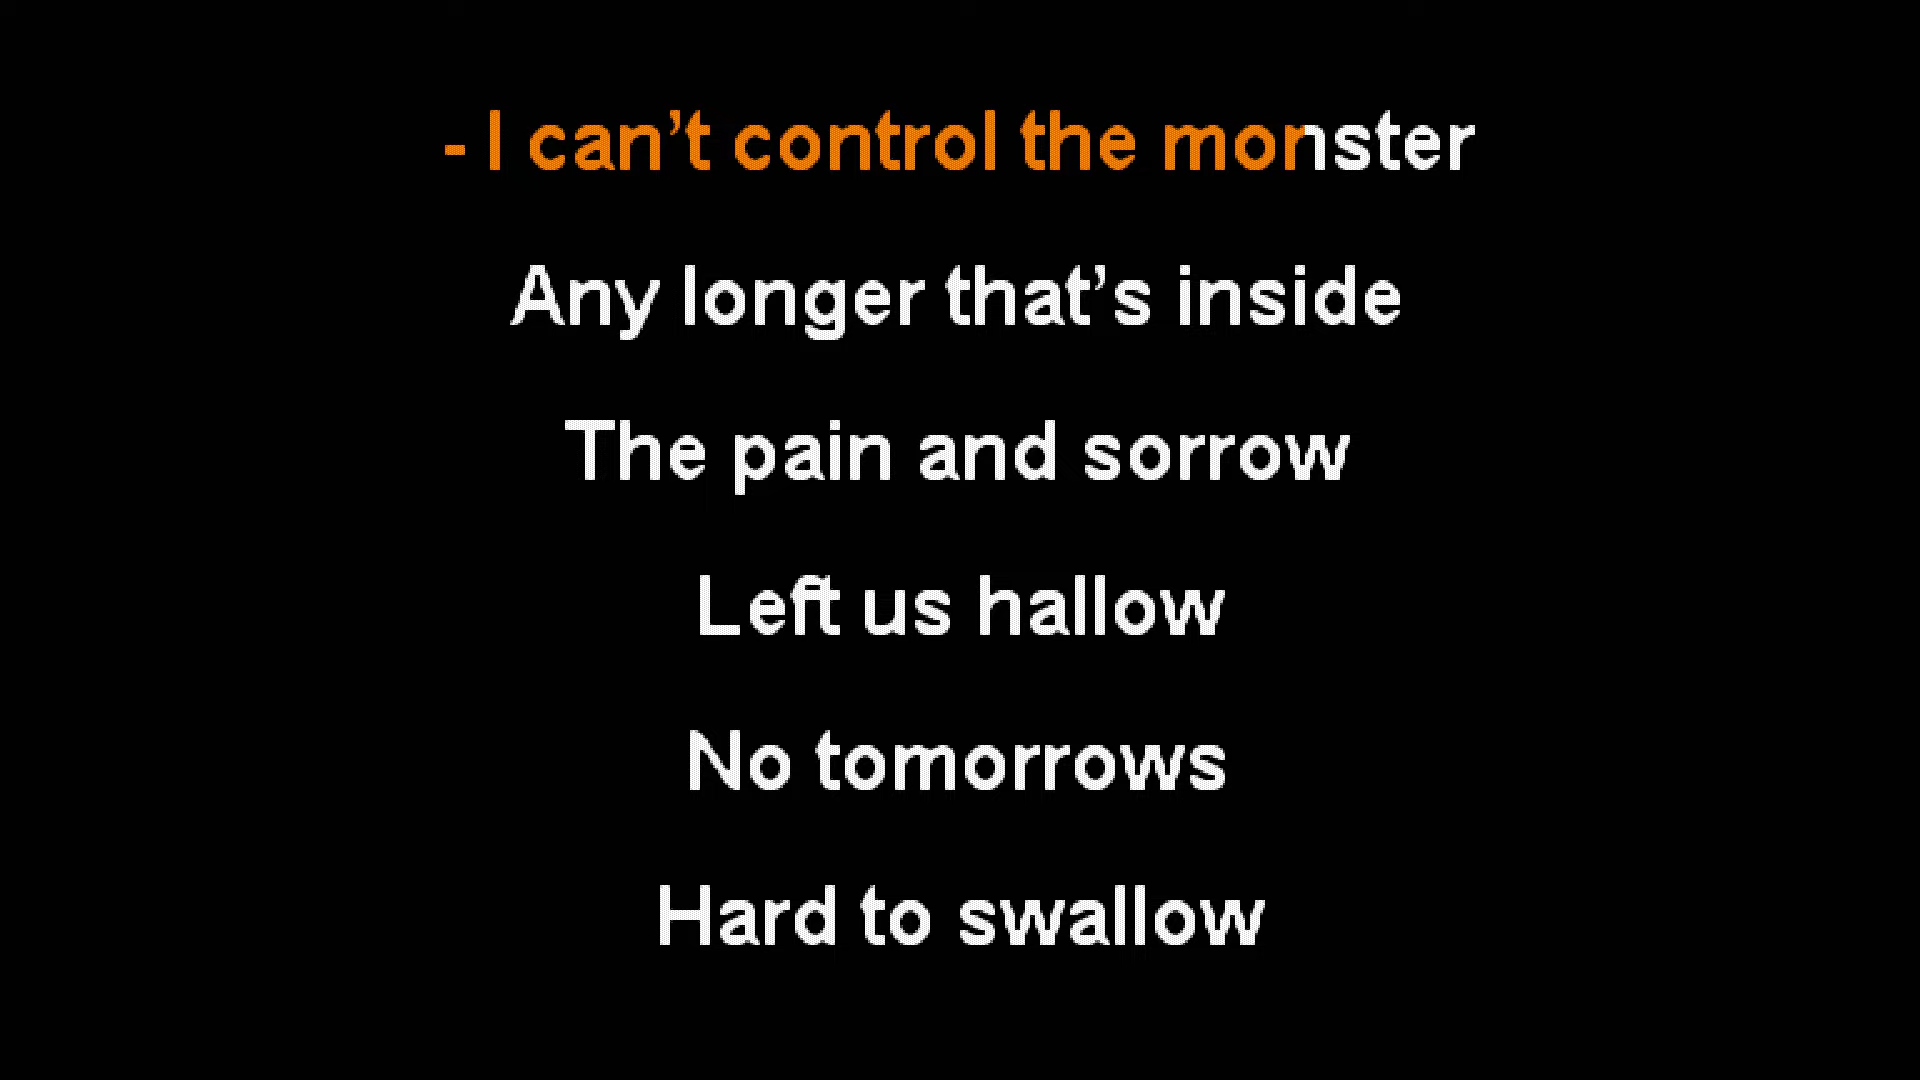 - I can’t control the monster
Any longer that’s inside
The pain and sorrow
Left us hallow
No tomorrows
Hard to swallow